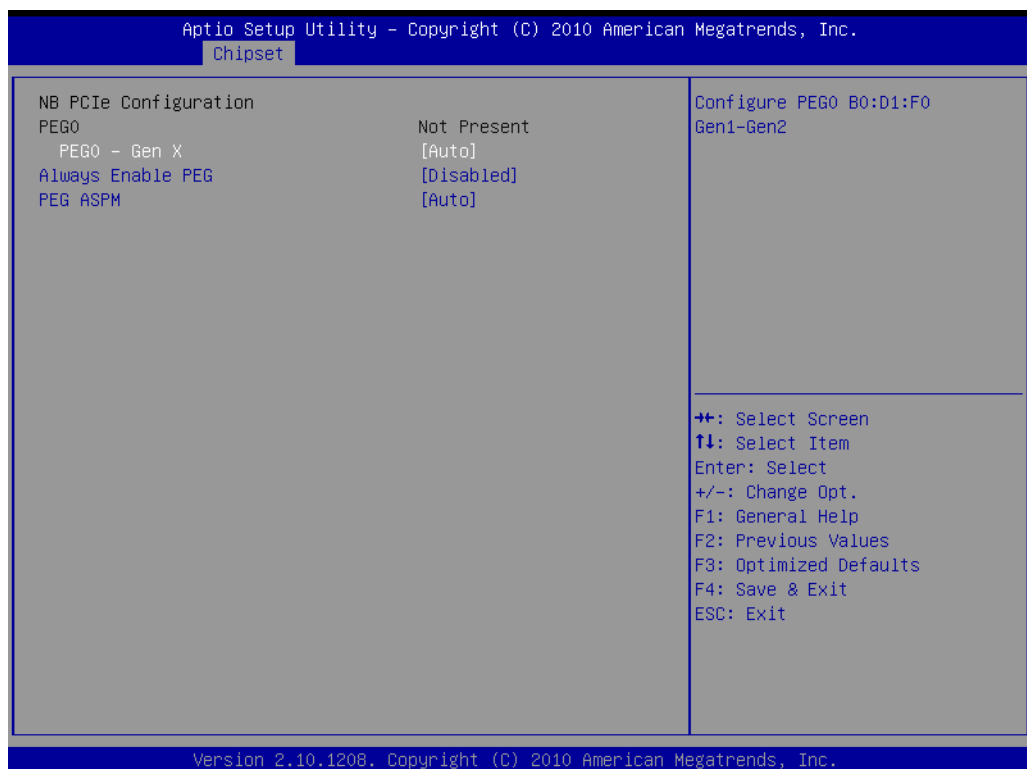 Aptio Setup Utility – Copyright (C) 2010 American Megatrends, Inc.
Chipset
NB PCIe Configuration
PEG0 Not Present
PEG0 – Gen X [Auto]
Always Enable PEG [Disabled]
PEG ASPM [Auto]
Configure PEG0 B0:D1:F0
Gen1-Gen2
→←: Select Screen
↑↓: Select Item
Enter: Select
+/-: Change Opt.
F1: General Help
F2: Previous Values
F3: Optimized Defaults
F4: Save & Exit
ESC: Exit
Version 2.10.1208. Copyright (C) 2010 American Megatrends, Inc.